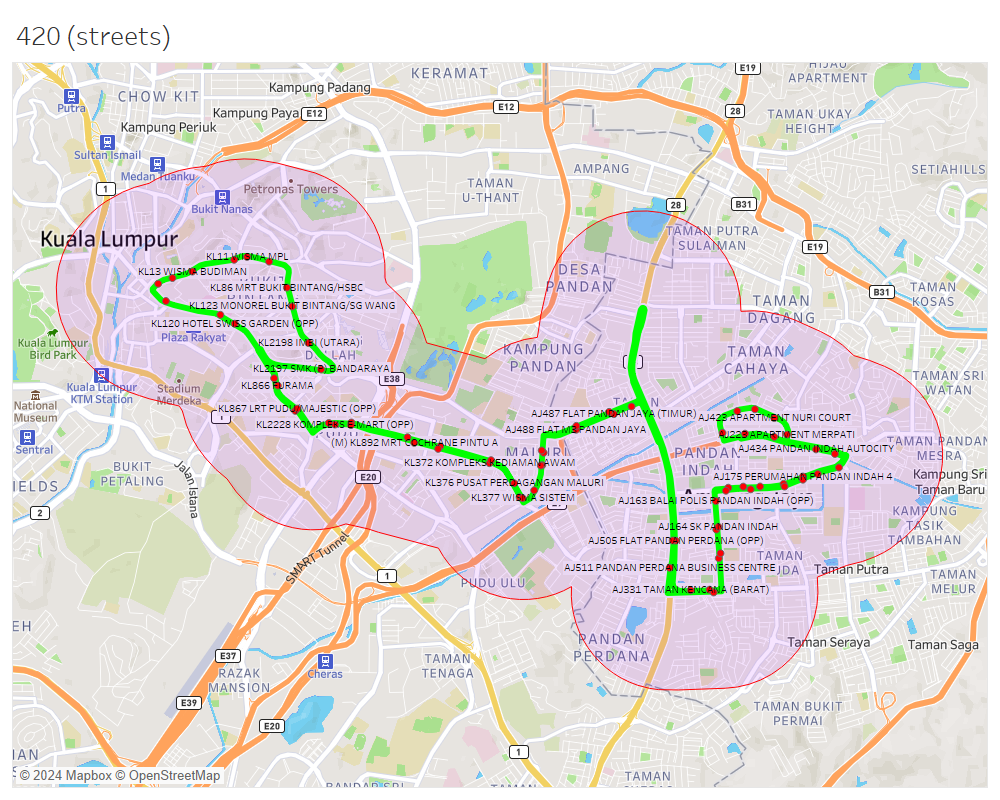 420 (streets)
KERAMAT
E19
HIJAU
APARTMENT
Kampung Padang
Putra
CHOW KIT
Kampung Paya
E12
E12
28
TAMAN UKAY
HEIGHT
Kampung Periuk
Sultan Ismail
Medan Tuanku
AMPANG
SETIAHILLS
1
Petronas Towers
TAMAN
U-THANT
Bukit Nanas
28
B31
Kuala Lumpur
TAMAN PUTRA
SULAIMAN
E19
KL11 WISMA MPL
KL13 WISMA BUDIMAN
DESA
PANDAN
KL86 MRT BUKIT BINTANG/HSBC
B31
TAMAN
KOSAS
KL123 MONOREL BUKIT BINTANG/SG WANG
TAMAN
DAGANG
KL120 HOTEL SWISS GARDEN (OPP)
Plaza Rakyat
KL2198 IMBI (UTARA)
Kuala Lumpur
Bird Park
KAMPUNG
PANDAN
TAMAN
CAHAYA
KL2197 SMK (P) BANDARAYA
Kuala Lumpur
KTM Station
Stadium
Merdeka
KL866 FURAMA
E38
TAMAN SRI
WATAN
National
Museum
KL867 LRT PUDU/MAJESTIC (OPP)
AJ487 FLAT PANDAN JAYA (TIMUR)
AJ423 APARTMENT NURI COURT
KL2228 KOMPLEKS E-MART (OPP)
AJ488 FLAT MBPANDAN JAYA
AJ229 APARTMENT MERPATI
Sentral
(M) KL892 MRT COCHRANE PINTU A
MALURI
PANDAN
INDAH
AJ434 PANDAN INDAH AUTOCITY
TAMAN PANDAN
MESRA
BUKIT
PETALING
KL372 KOMPLEKS KEDIAMAN AWAM
E20
AJ175 PERUMAHAN PANDAN INDAH 4
Kampung Sri
Taman Baru
IELDS
Jalan Istana
KL376 PUSAT PERDAGANGAN MALURI
KL377 WISMA SISTEM
AJ163 BALAI POLIS PANDAN INDAH (OPP)
2
KAMPUNG
TASIK
TAMBAHAN
AJ164 SK PANDAN INDAH
AJ505 FLAT PANDAN PERDANA (OPP)
SMART Tunnel
TAMAN
UDA
AJ511 PANDAN PERDANA BUSINESS CENTRE
Taman Putra
1
PUDU ULU
TAMAN
MELUR
AJ331 TAMAN KENCANA (BARAT)
EH
PANDAN
PERDANA
Taman Seraya
Taman Saga
E37
RAZAK
MANSION
Cheras
TAMAN
TENAGA
E39
TAMAN BUKIT
PERMAI
E20
1
IAN
© 2024 Mapbox © OpenStreetMap
TAMAN